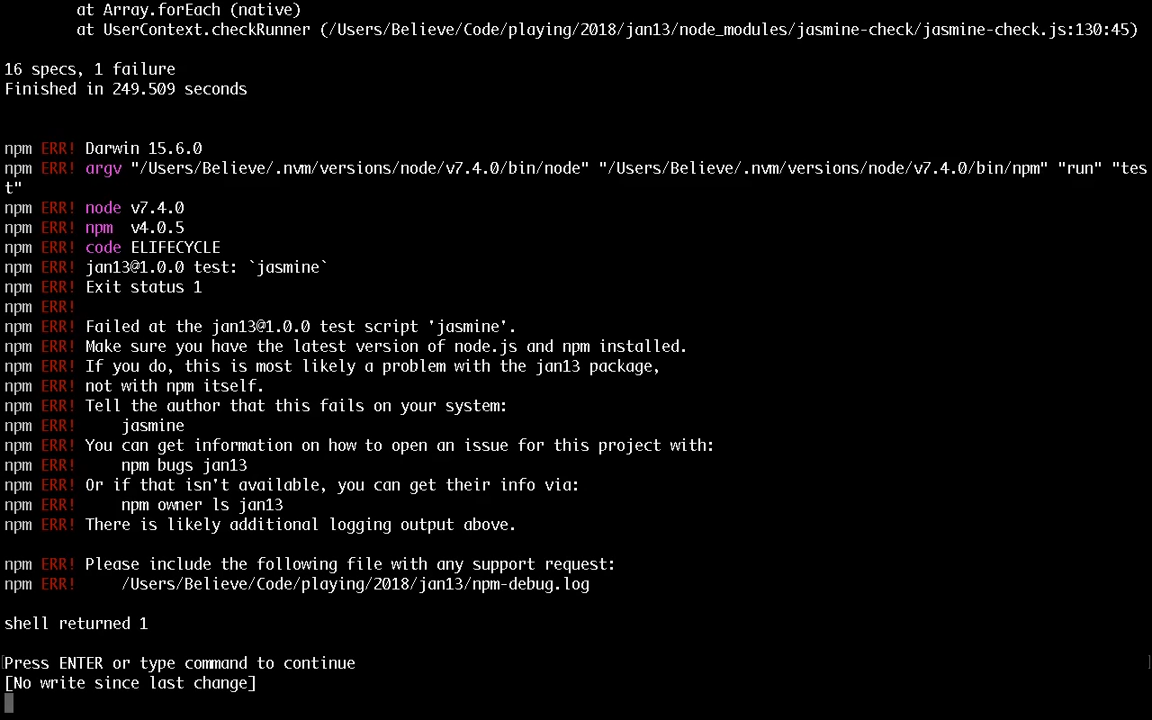 at Array.forEach (native)
at UserContext.checkRunner (/Users/Believe/Code/playing/2018/jan13/node_modules/jasmine-check/jasmine-check.js:130:45)
16 specs, 1 failure
Finished in 249.509 seconds
npm ERR! Darwin 15.6.0
npm ERR! argv "/Users/Believe/.nvm/versions/node/v7.4.0/bin/node" "/Users/Believe/.nvm/versions/node/v7.4.0/bin/npm" "run" "tes
t"
npm ERR! node v7.4.0
npm ERR! npm  v4.0.5
npm ERR! code ELIFECYCLE
npm ERR! jan13@1.0.0 test: `jasmine`
npm ERR! Exit status 1
npm ERR!
npm ERR! Failed at the jan13@1.0.0 test script 'jasmine'.
npm ERR! Make sure you have the latest version of node.js and npm installed.
npm ERR! If you do, this is most likely a problem with the jan13 package,
npm ERR! not with npm itself.
npm ERR! Tell the author that this fails on your system:
npm ERR!     jasmine
npm ERR! You can get information on how to open an issue for this project with:
npm ERR!     npm bugs jan13
npm ERR! Or if that isn't available, you can get their info via:
npm ERR!     npm owner ls jan13
npm ERR! There is likely additional logging output above.
npm ERR! Please include the following file with any support request:
npm ERR!     /Users/Believe/Code/playing/2018/jan13/npm-debug.log
shell returned 1
Press ENTER or type command to continue
[No write since last change]